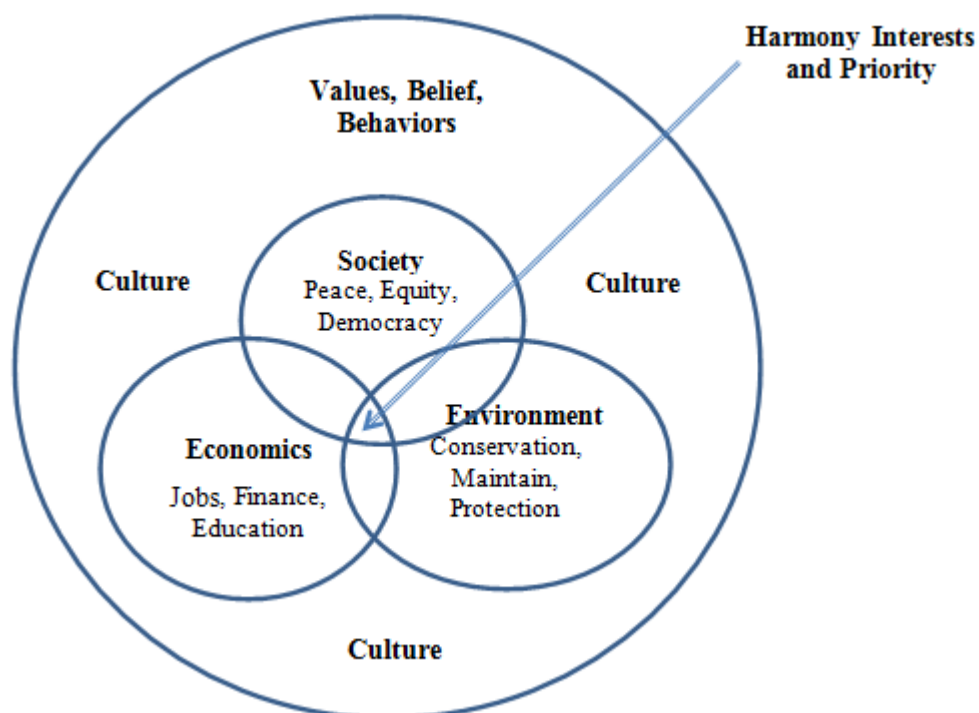 Harmony Interests
and Priority
Values, Belief,
Behaviors
Culture
Culture
Society
Peace, Equity,
Democracy
Economics
Jobs, Finance,
Education
Environment
Conservation,
Maintain,
Protection
Culture